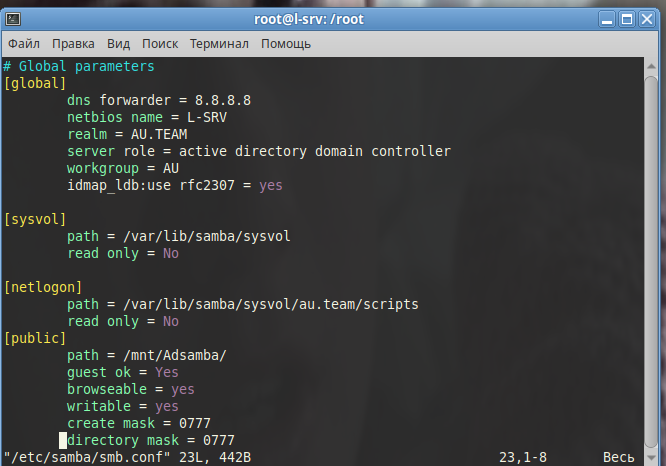 root@l-srv: /root
Файл Правка Вид Поиск Терминал Помощь
# Global parameters
[global]
dns forwarder = 8.8.8.8
netbios name = L-SRV
realm = AU.TEAM
server role = active directory domain controller
workgroup = AU
idmap_ldb:use rfc2307 = yes
[sysvol]
path = /var/lib/samba/sysvol
read only = No
[netlogon]
path = /var/lib/samba/sysvol/au.team/scripts
read only = No
[public]
path = /mnt/Adsamba/
guest ok = Yes
browseable = yes
writable = yes
create mask = 0777
directory mask = 0777
"/etc/samba/smb.conf" 23L, 442B 23,1-8 Весь